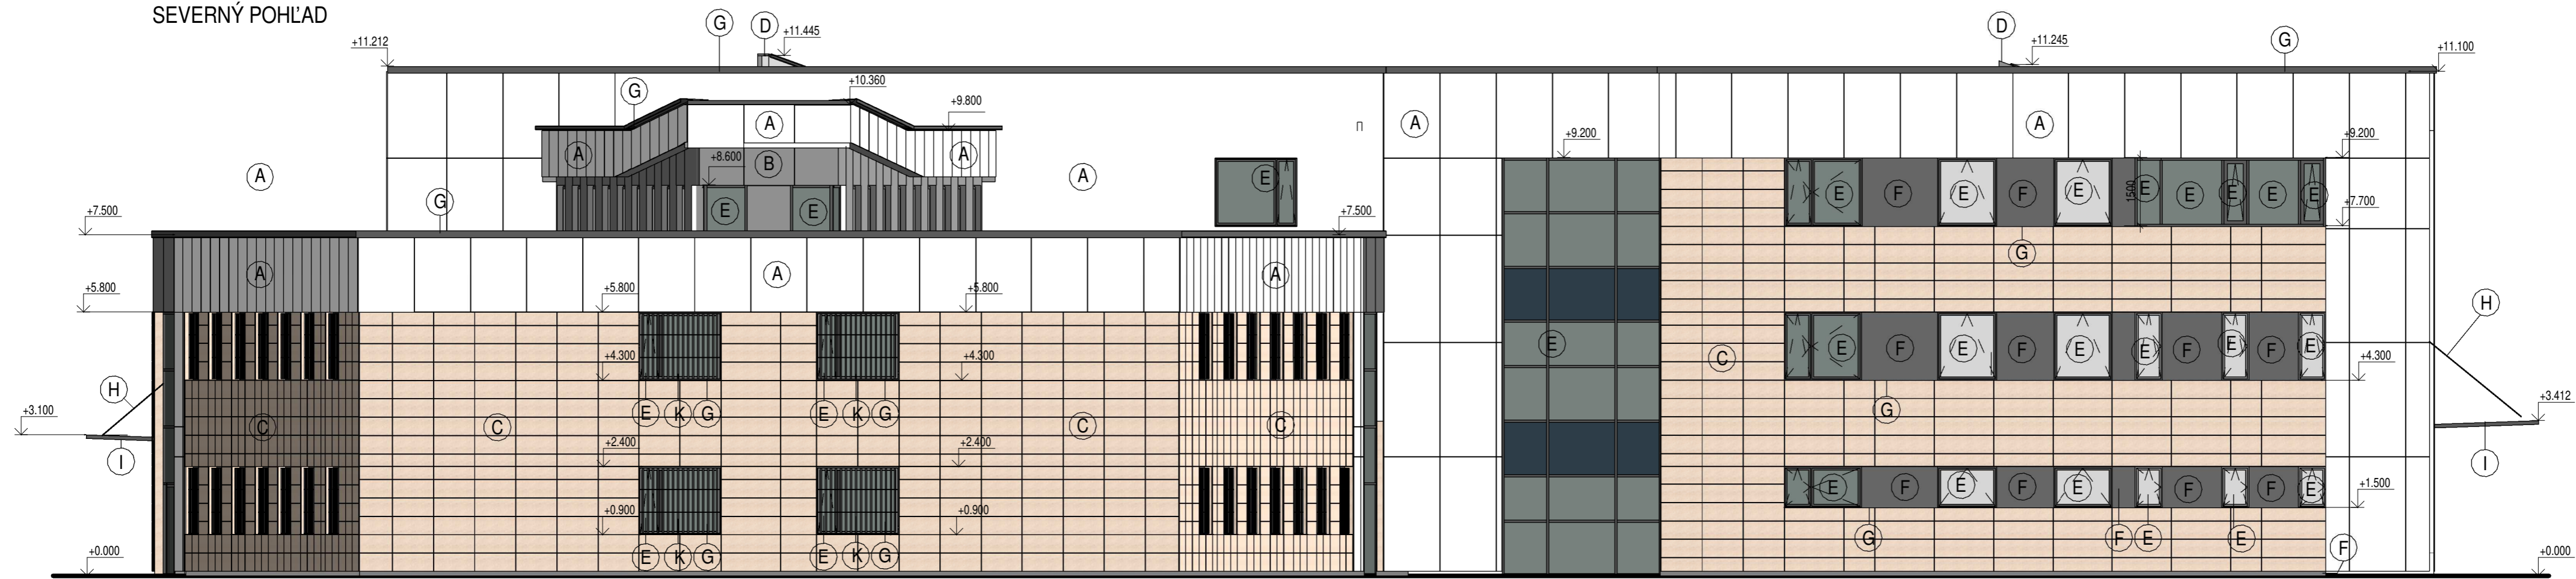 SEVERNÝ POHĽAD
G
D
+11.445
D
+11.245
G
+11.212
+11.100
G
+10.360
+9.800
A
A
A
+9.200
+9.200
A
A
A
B
+8.600
A
A
E
E
E
E
F
E
F
E
1500
E
E
E
E
E
G
+7.500
+7.500
+7.700
G
A
A
A
+5.800
+5.800
+5.800
H
E
E
F
E
F
E
E
F
E
F
E
C
+4.300
+4.300
+4.300
H
+3.100
E
K
G
E
K
G
G
+3.412
C
C
C
C
I
+2.400
+2.400
I
E
F
E
F
E
F
E
F
E
+1.500
+0.900
+0.900
G
F
E
E
F
+0.000
E
K
G
E
K
G
+0.000